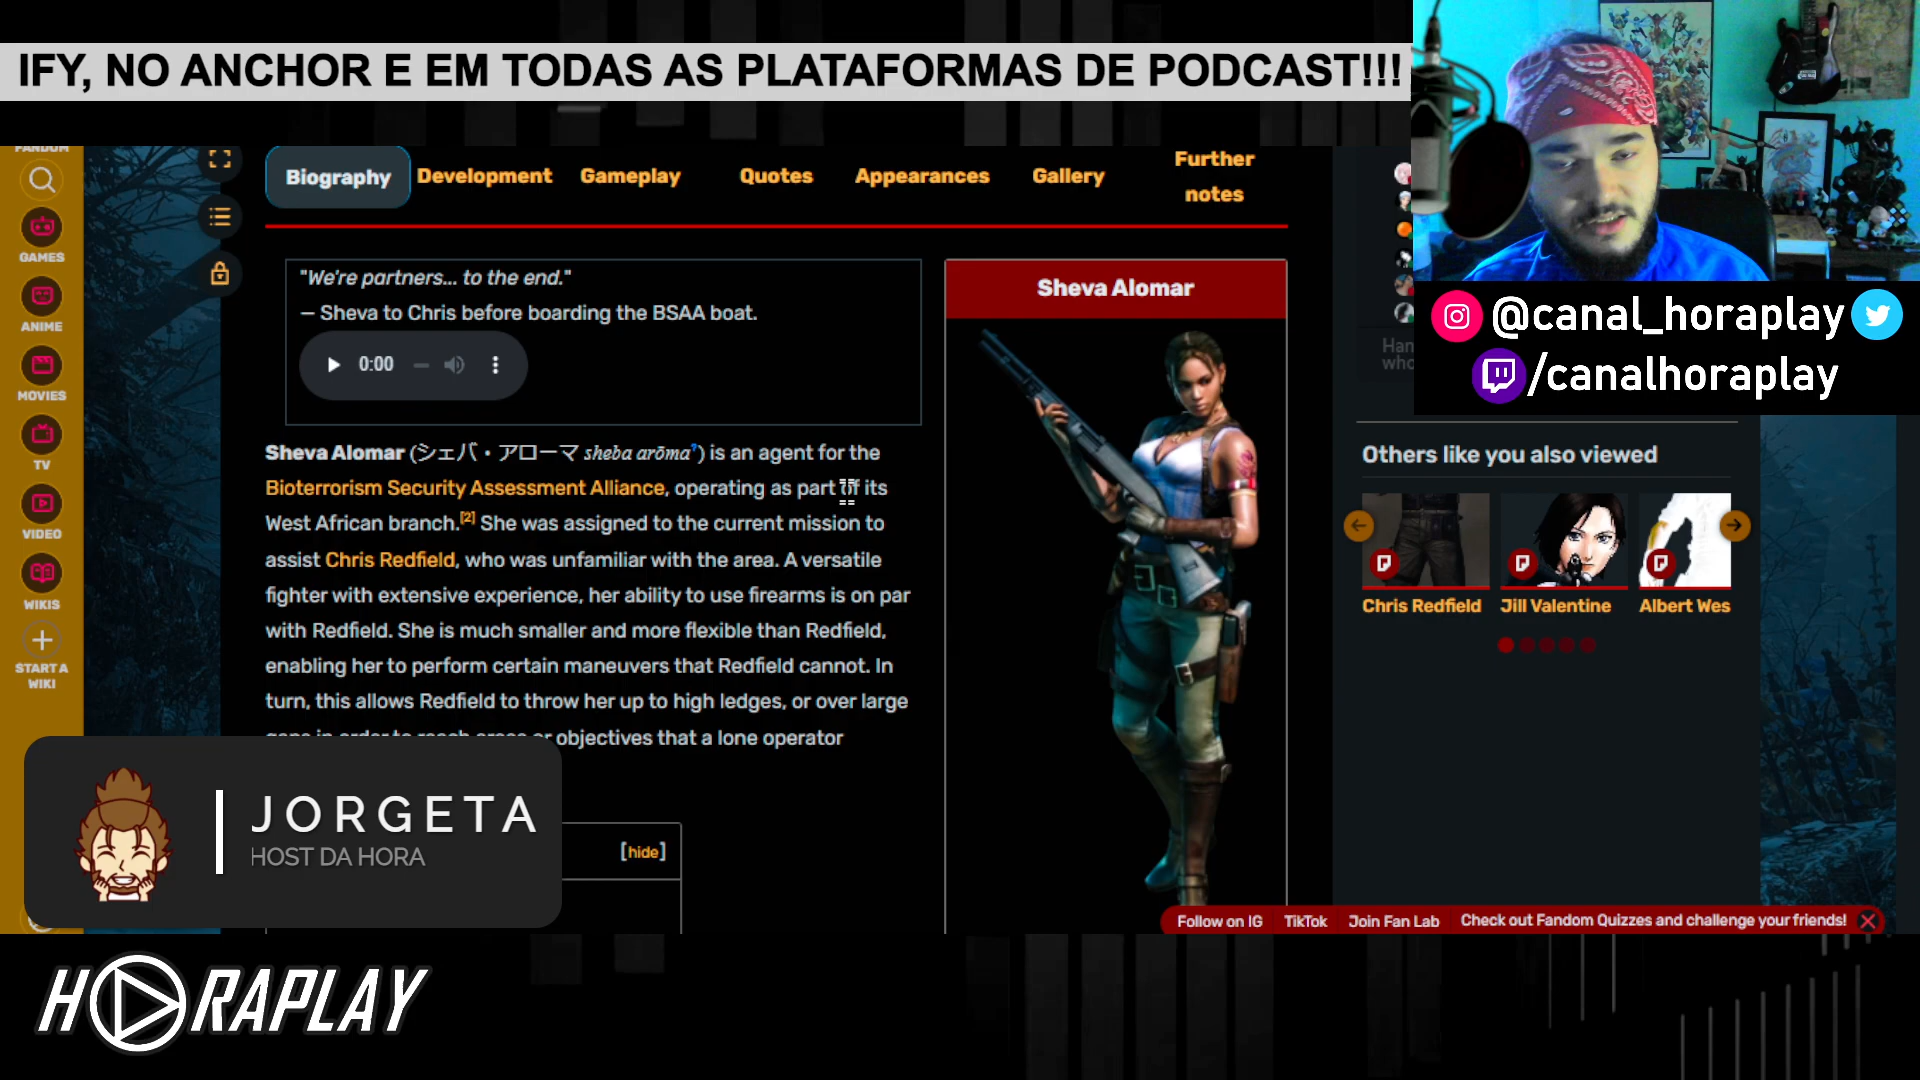 IFY, NO ANCHOR E EM TODAS AS PLATAFORMAS DE PODCAST!!!
FANDOM
GAMES
ANIME
MOVIES
TV
VIDEO
WIKIS
START A
WIKI
Biography
Development
Gameplay
Quotes
Appearances
Gallery
Further
notes
"We're partners... to the end."
– Sheva to Chris before boarding the BSAA boat.
0:00
Sheva Alomar (シェバ・アローマ sheba arōma?) is an agent for the
Bioterrorism Security Assessment Alliance, operating as part of its
West African branch.[2] She was assigned to the current mission to
assist Chris Redfield, who was unfamiliar with the area. A versatile
fighter with extensive experience, her ability to use firearms is on par
with Redfield. She is much smaller and more flexible than Redfield,
enabling her to perform certain maneuvers that Redfield cannot. In
turn, this allows Redfield to throw her up to high ledges, or over large
objectives that a lone operator
[hide]
Sheva Alomar
@canal_horaplay
/canalhoraplay
Han
who
Others like you also viewed
Chris Redfield
Jill Valentine
Albert Wes
JORGETA
HOST DA HORA
Follow on IG
TikTok
Join Fan Lab
Check out Fandom Quizzes and challenge your friends!
HORAPLAY